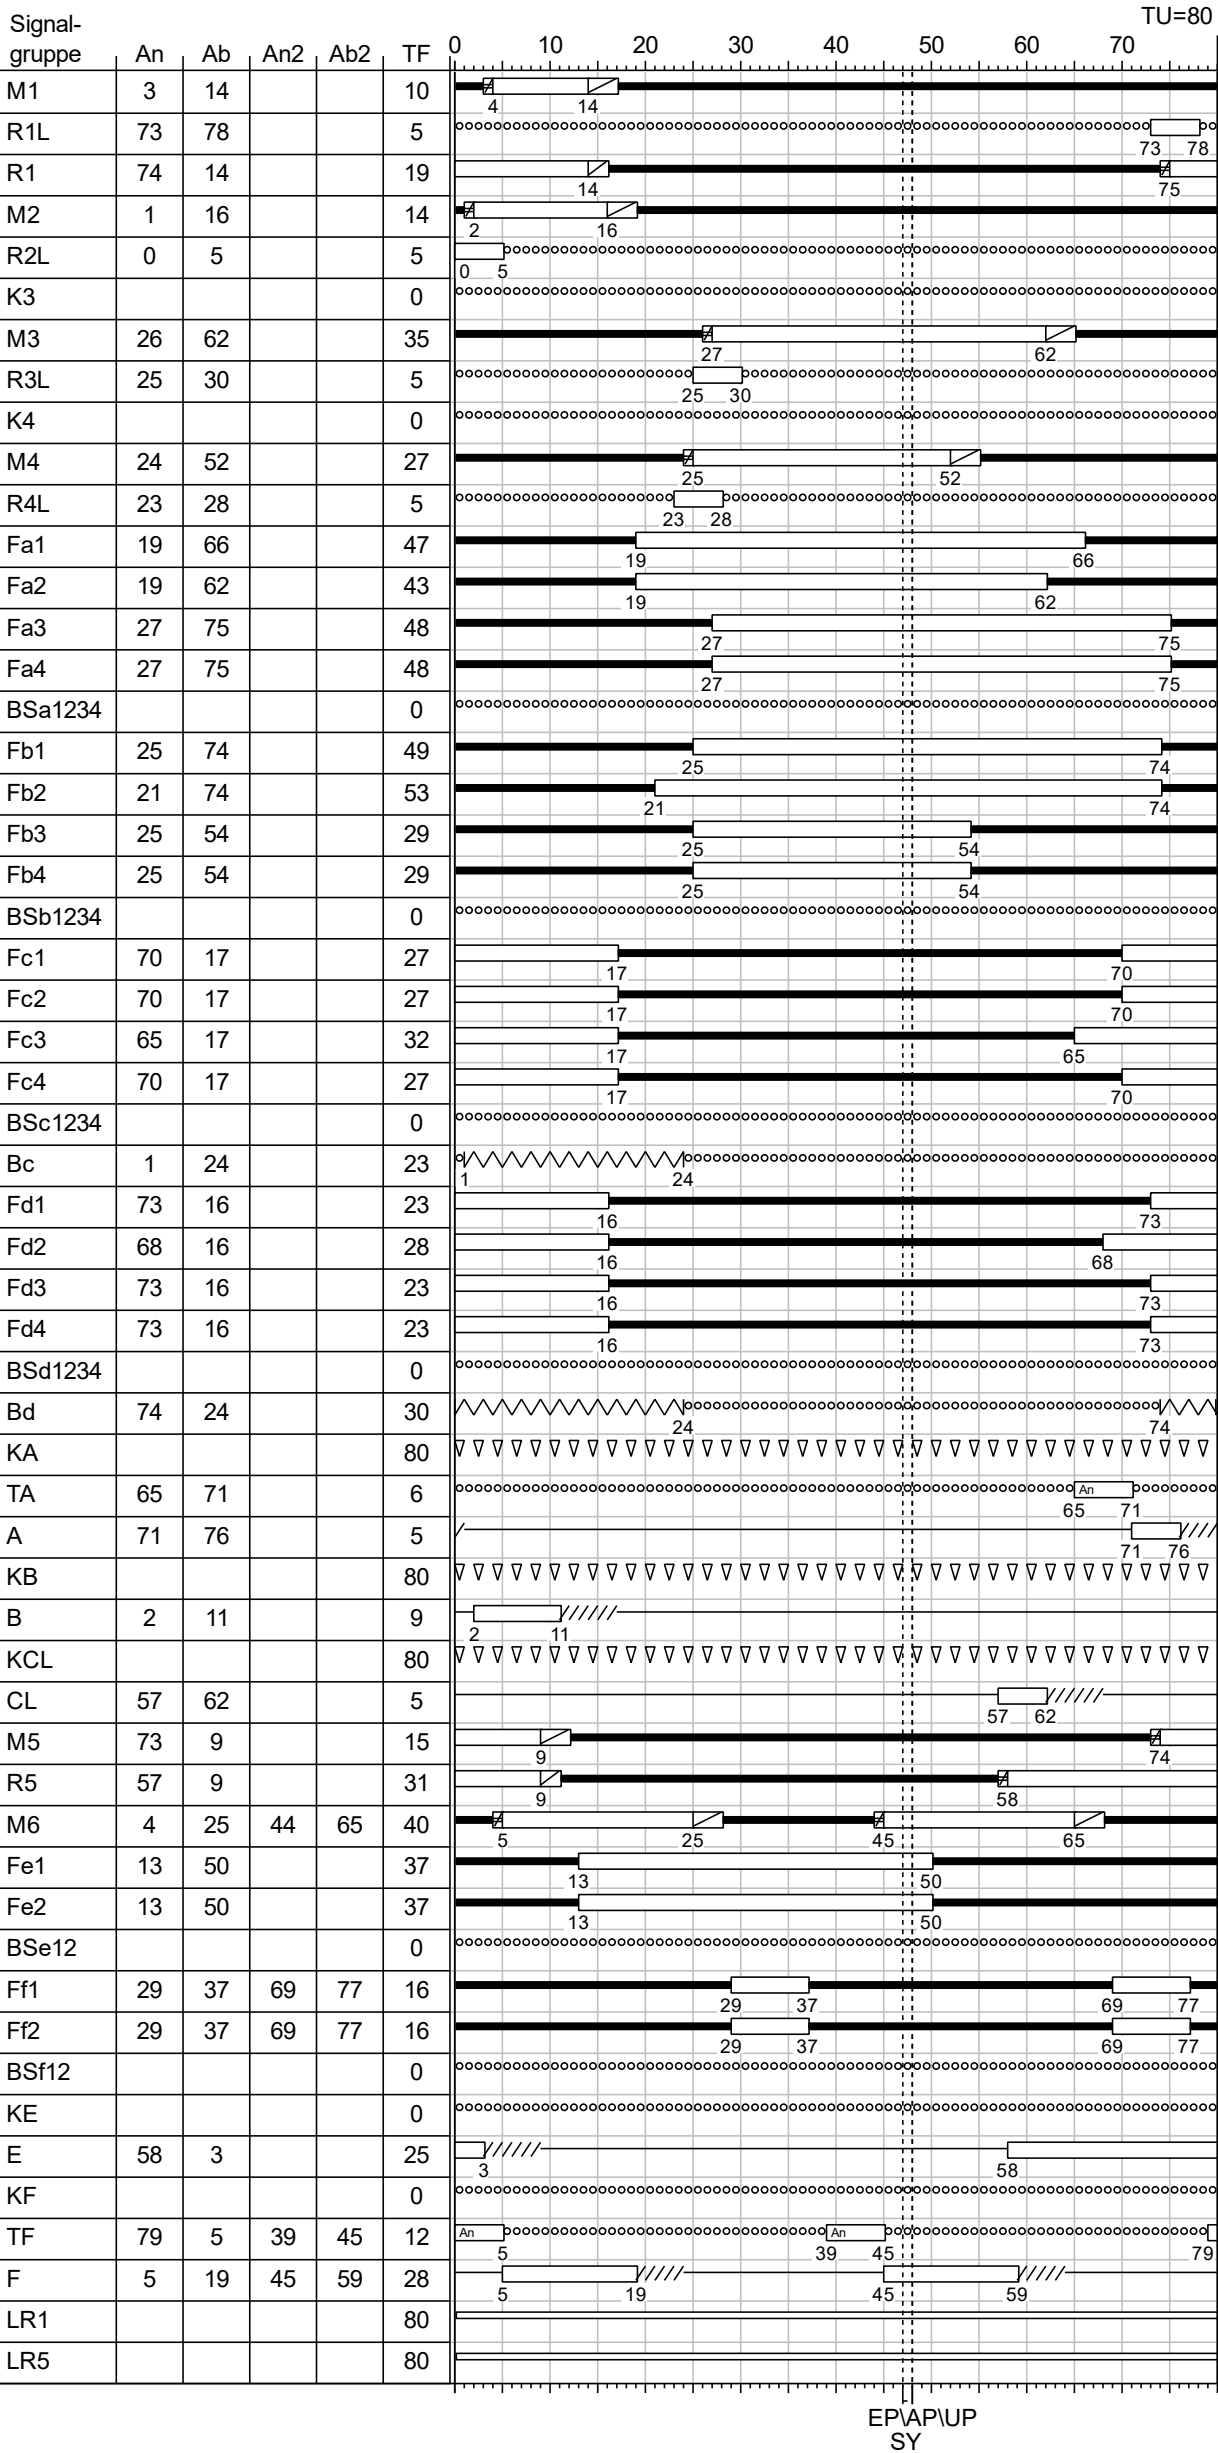 TU=80
Signal-
gruppe An Ab An2 Ab2 TF 0 10 20 30 40 50 60 70
M1 3 14 10
4 14
R1L 73 78 5
73 78
R1 74 14 19
14 75
M2 1 16 14
2 16
R2L 0 5 5
0 5
K3 0
M3 26 62 35
27 62
R3L 25 30 5
25 30
K4 0
M4 24 52 27
25 52
R4L 23 28 5
23 28
Fa1 19 66 47
19 66
Fa2 19 62 43
19 62
Fa3 27 75 48
27 75
Fa4 27 75 48
27 75
BSa1234 0
Fb1 25 74 49
25 74
Fb2 21 74 53
21 74
Fb3 25 54 29
25 54
Fb4 25 54 29
25 54
BSb1234 0
Fc1 70 17 27
17 70
Fc2 70 17 27
17 70
Fc3 65 17 32
17 65
Fc4 70 17 27
17 70
BSc1234 0
Bc 1 24 23
1 24
Fd1 73 16 23
16 73
Fd2 68 16 28
16 68
Fd3 73 16 23
16 73
Fd4 73 16 23
16 73
BSd1234 0
Bd 74 24 30
24 74
KA 80
TA 65 71 6 An
65 71
A 71 76 5
71 76
KB 80
B 2 11 9
2 11
KCL 80
CL 57 62 5
57 62
M5 73 9 15
9 74
R5 57 9 31
9 58
M6 4 25 44 65 40
5 25 45 65
Fe1 13 50 37
13 50
Fe2 13 50 37
13 50
BSe12 0
Ff1 29 37 69 77 16
29 37 69 77
Ff2 29 37 69 77 16
29 37 69 77
BSf12 0
KE 0
E 58 3 25
3 58
KF 0
TF 79 5 39 45 12 An An
5 39 45 79
F 5 19 45 59 28
5 19 45 59
LR1 80
LR5 80
EP\AP\UP
SY